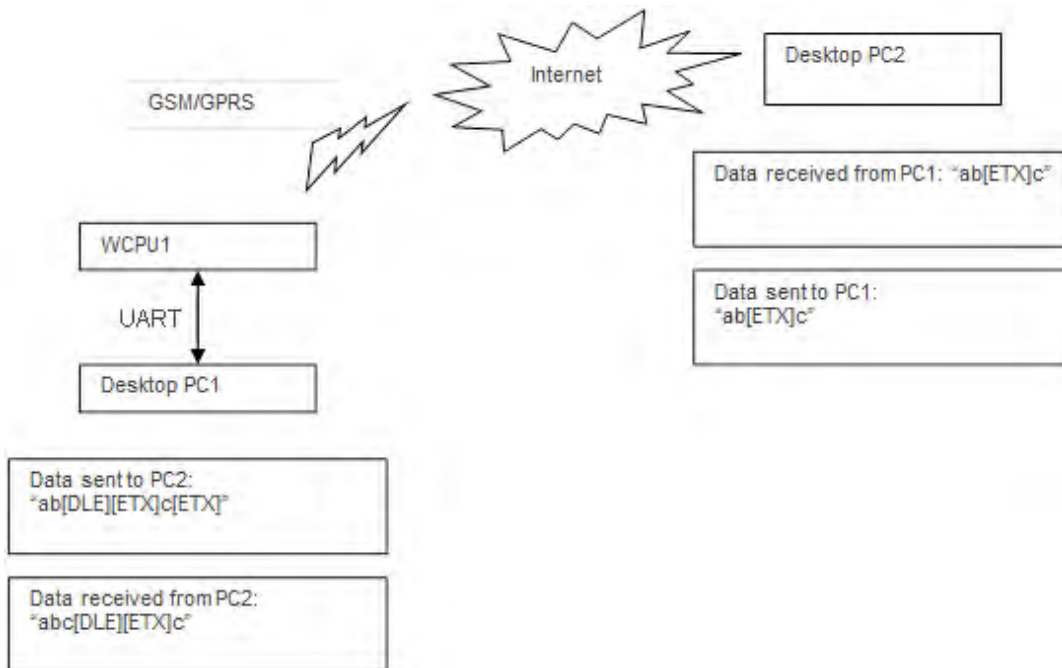 Desktop PC2
Internet
GSM/GPRS
Data received from PC1: “ab[ETX]c”
WCPU1
Data sent to PC1:
“ab[ETX]c”
UART
Desktop PC1
Data sent to PC2:
“ab[DLE][ETX]c[ETX]”
Data received from PC2:
“abc[DLE][ETX]c”